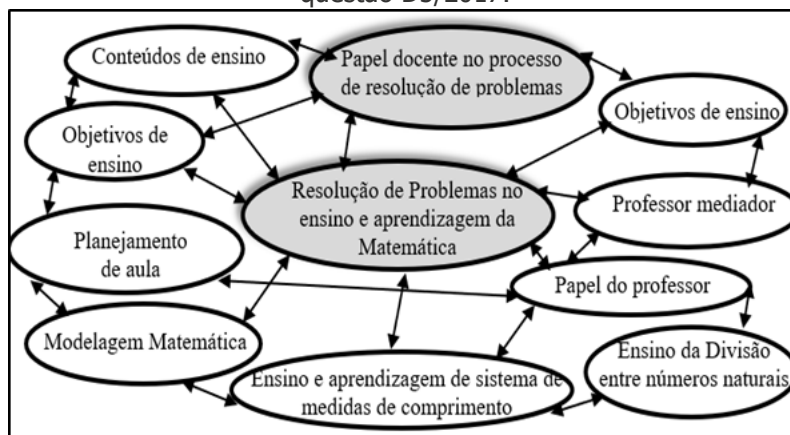 questão D5/2017.
Conteúdos de ensino
Papel docente no processo
de resolução de problemas
Objetivos de ensino
Objetivos de
ensino
Resolução de Problemas no
ensino e aprendizagem da
Matemática
Professor mediador
Planejamento
de aula
Papel do professor
Modelagem Matemática
Ensino e aprendizagem de sistema de
medidas de comprimento
Ensino da Divisão
entre números naturais